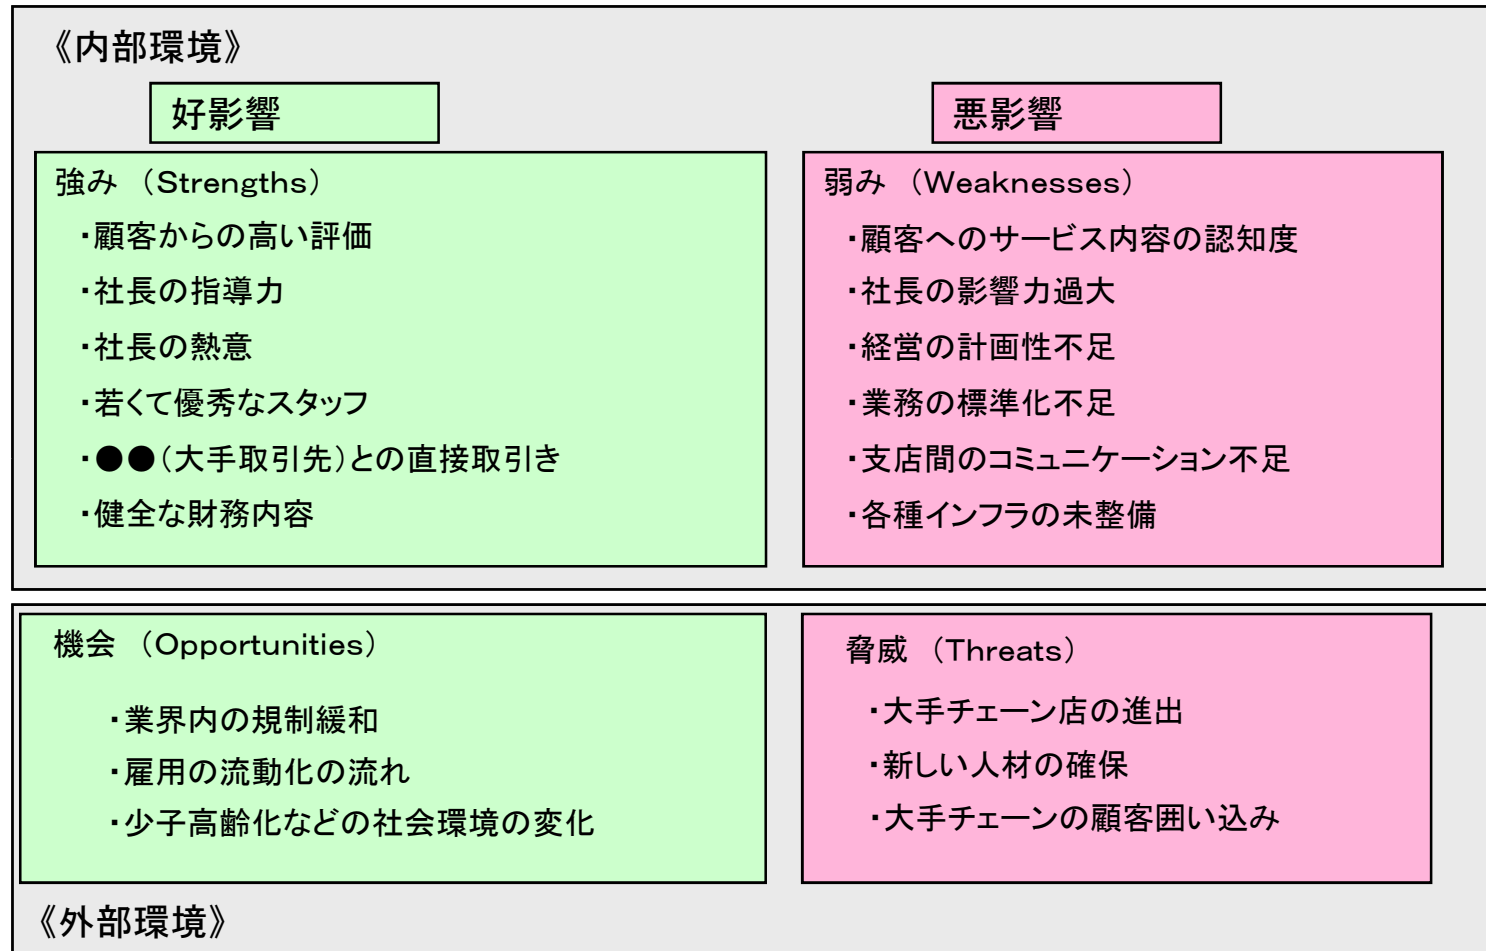 《内部環境》
好影響
悪影響
強み （Strengths）
・顧客からの高い評価
・社長の指導力
・社長の熱意
・若くて優秀なスタッフ
・●●（大手取引先）との直接取引き
・健全な財務内容
弱み （Weaknesses）
・顧客へのサービス内容の認知度
・社長の影響力過大
・経営の計画性不足
・業務の標準化不足
・支店間のコミュニケーション不足
・各種インフラの未整備
機会 （Opportunities）
・業界内の規制緩和
・雇用の流動化の流れ
・少子高齢化などの社会環境の変化
脅威 （Threats）
・大手チェーン店の進出
・新しい人材の確保
・大手チェーンの顧客囲い込み
《外部環境》